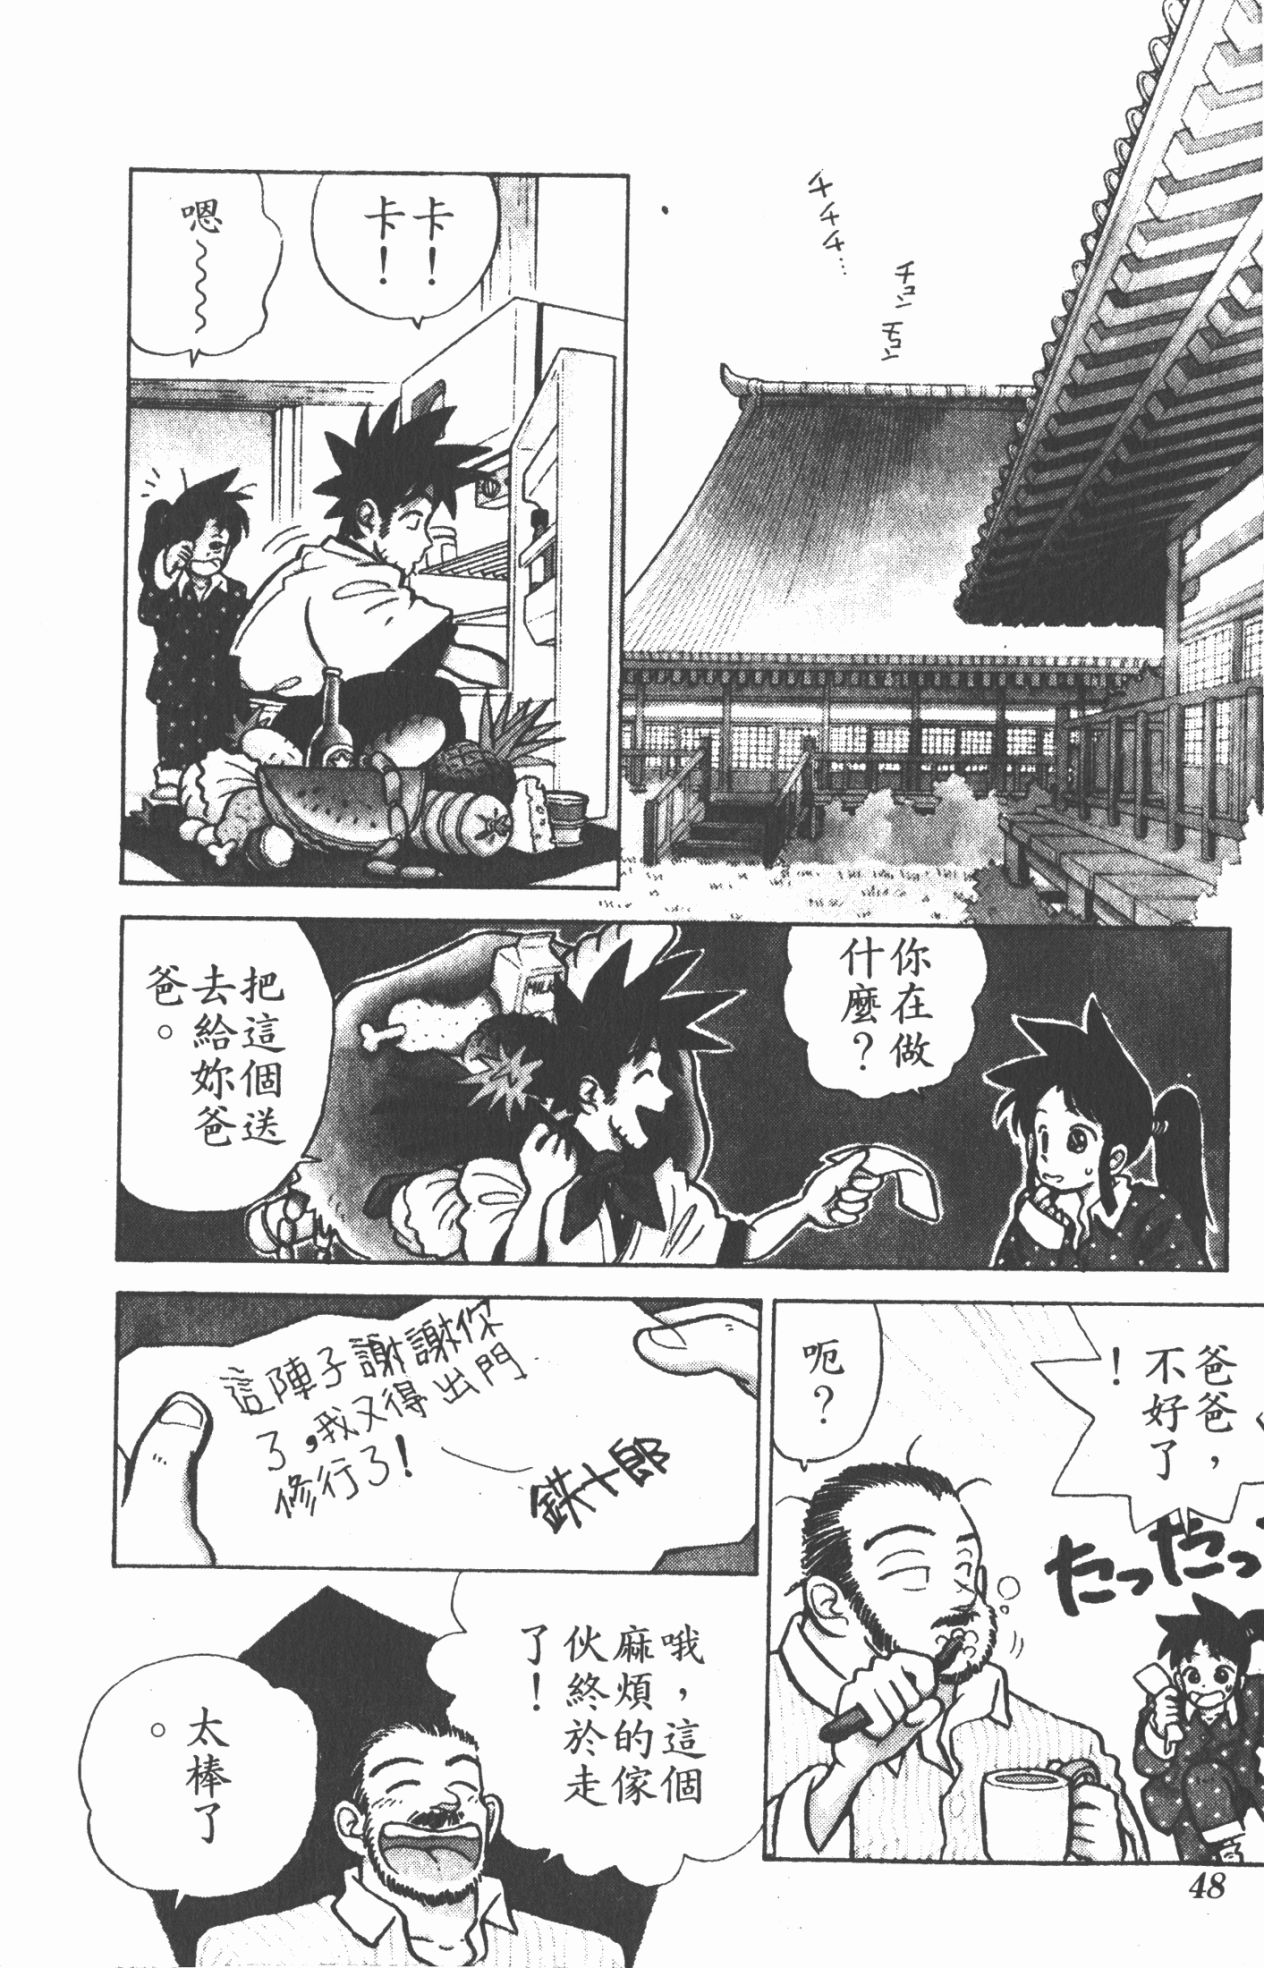 チチチ…
チュン
チュン
卡！
卡！
嗯～～～～
你在做
什麼？
MILK
把這個送
去給妳爸
爸。
爸爸，
不好了
！
たったったっ
呃？
這陣子謝謝你
了，我又得出門
修行了！
鉄十郎
哦，這個
麻煩的傢
伙終於走
了！
太棒了
。
48